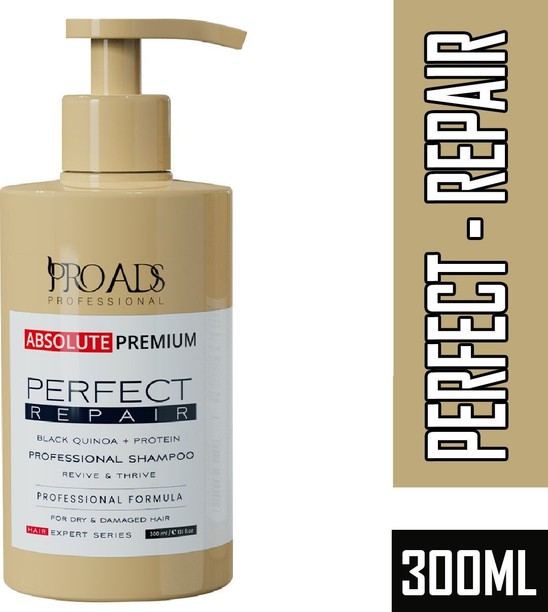 PROADS
PROFESSIONAL
ABSOLUTE PREMIUM
PERFECT
REPAIR
BLACK QUINOA + PROTEIN
PROFESSIONAL SHAMPOO
REVIVE & THRIVE
PROFESSIONAL FORMULA
FOR DRY & DAMAGED HAIR
HAIR EXPERT SERIES
PERFECT - REPAIR
300ML